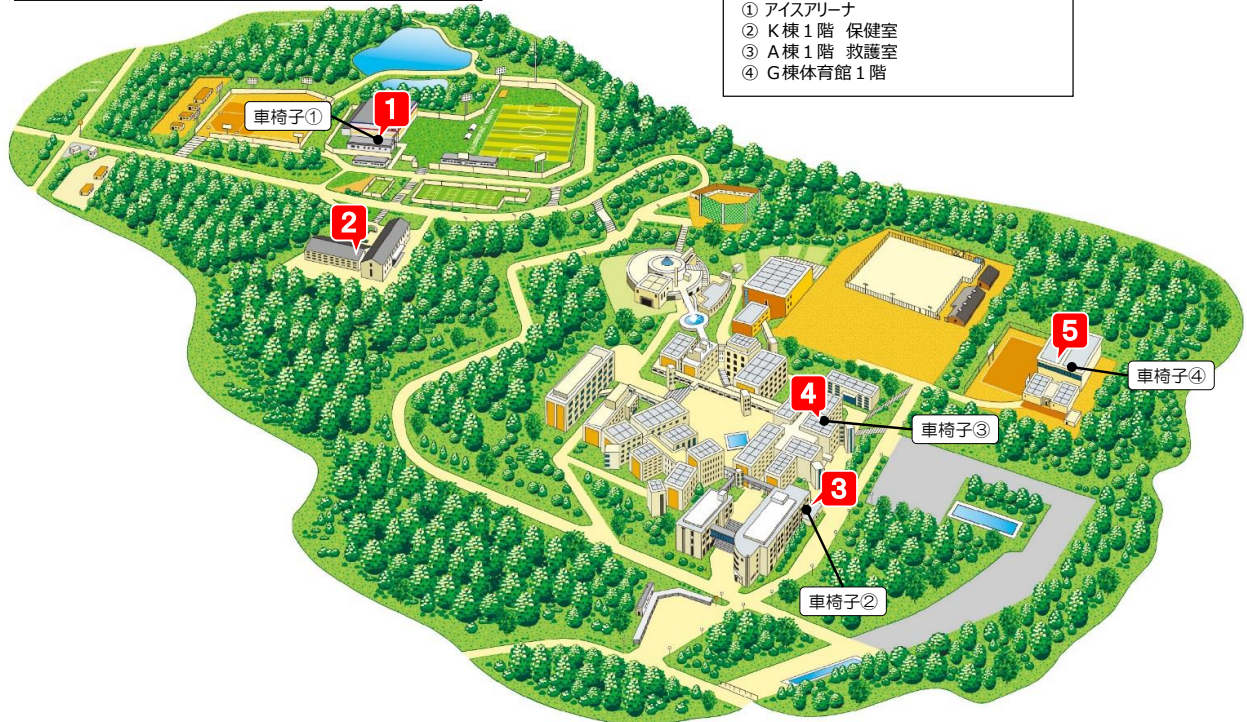 ① アイスアリーナ
② K棟1階 保健室
③ A棟1階 救護室
④ G棟体育館1階
1
車椅子①
2
5
車椅子④
4
車椅子③
3
車椅子②